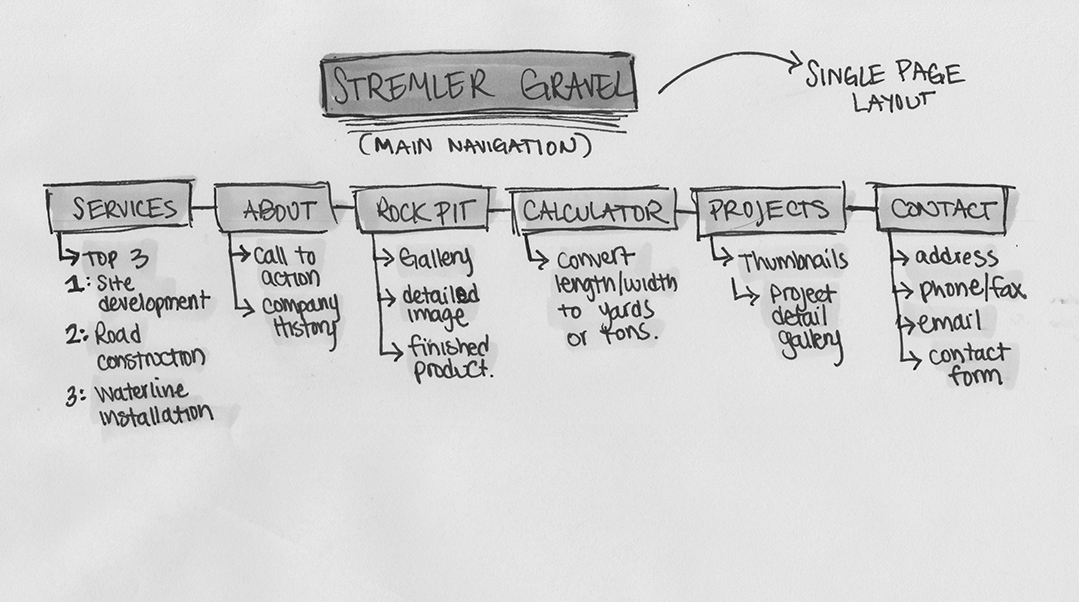 STREMLER GRAVEL
SINGLE PAGE
LAYOUT
(MAIN NAVIGATION)
SERVICES
TOP 3
1: Site
development
2: Road
construction
3: Waterline
installation
ABOUT
call to
action
company
History
ROCK PIT
Gallery
detailed
image
finished
product.
CALCULATOR
convert
length/width
to yards
or tons.
PROJECTS
Thumbnails
Project
detail
gallery
CONTACT
address
phone/fax
email
contact
form